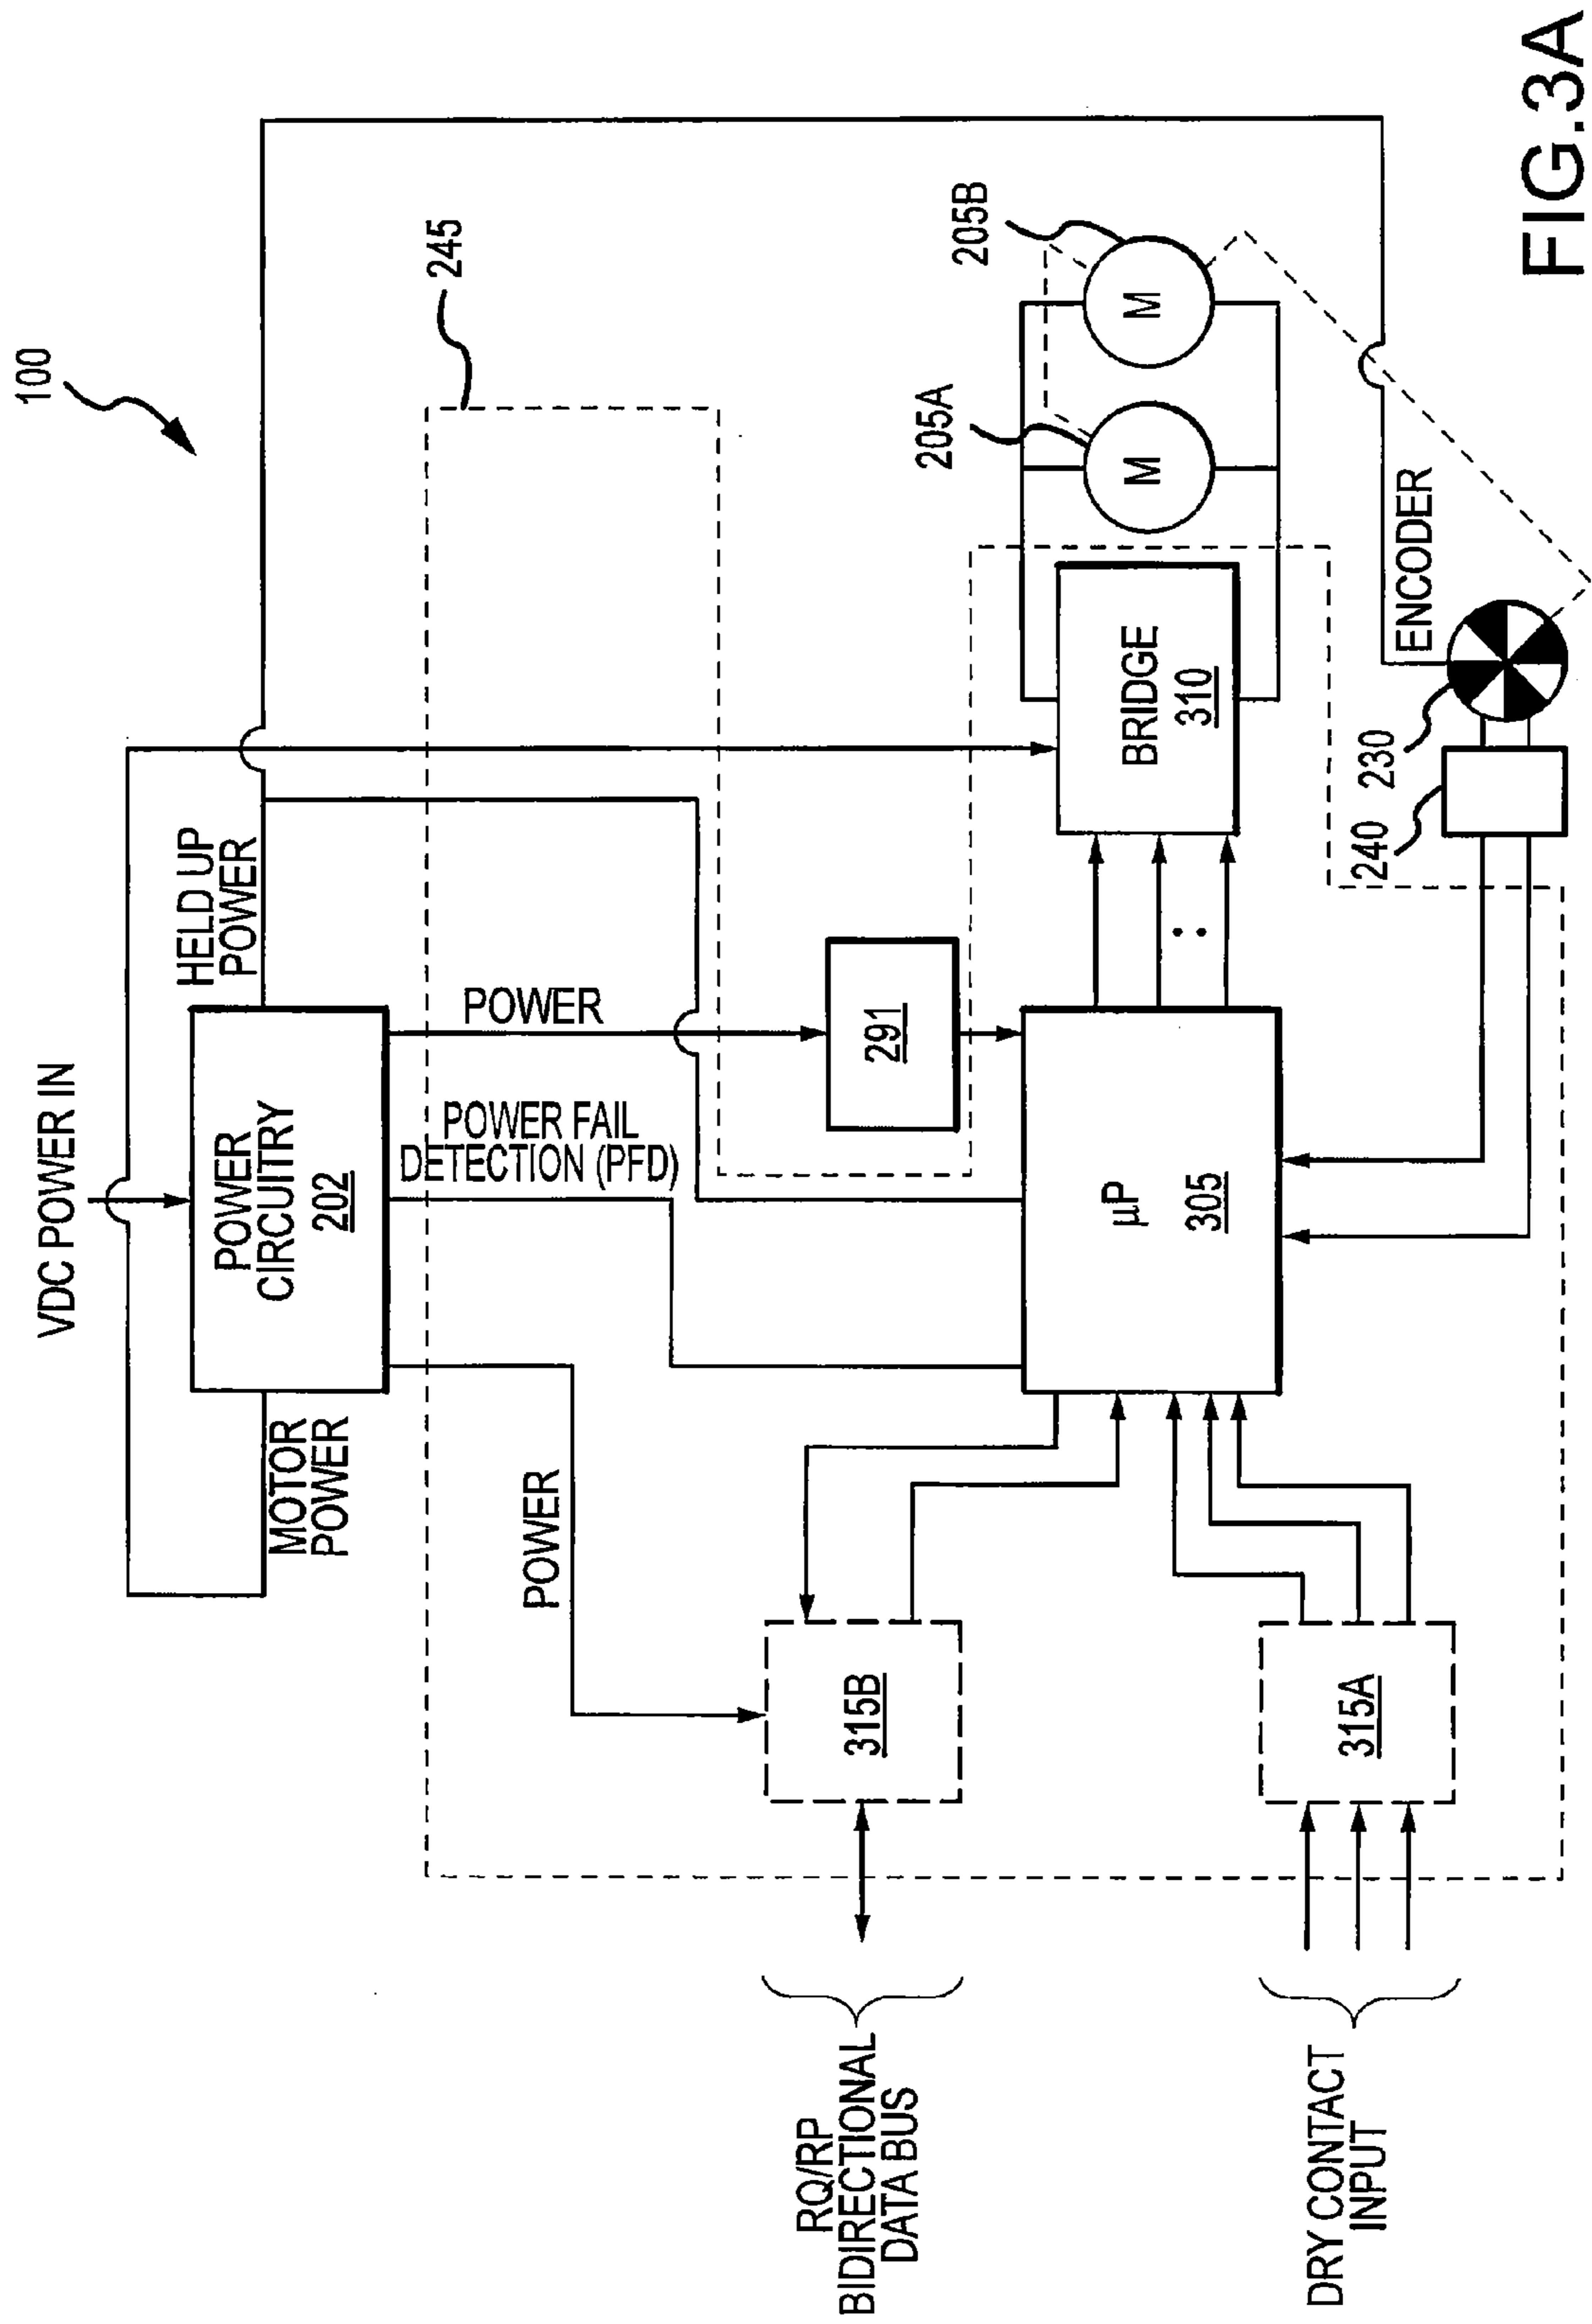 100
VDC POWER IN
MOTOR
POWER
POWER
CIRCUITRY
202
HELD UP
POWER
245
POWER
POWER FAIL
DETECTION (PFD)
POWER
291
RQ/RP
BIDIRECTIONAL
DATA BUS
315B
µP
305
BRIDGE
310
205A
M
205B
M
DRY CONTACT
INPUT
315A
240
230
ENCODER
FIG.3A